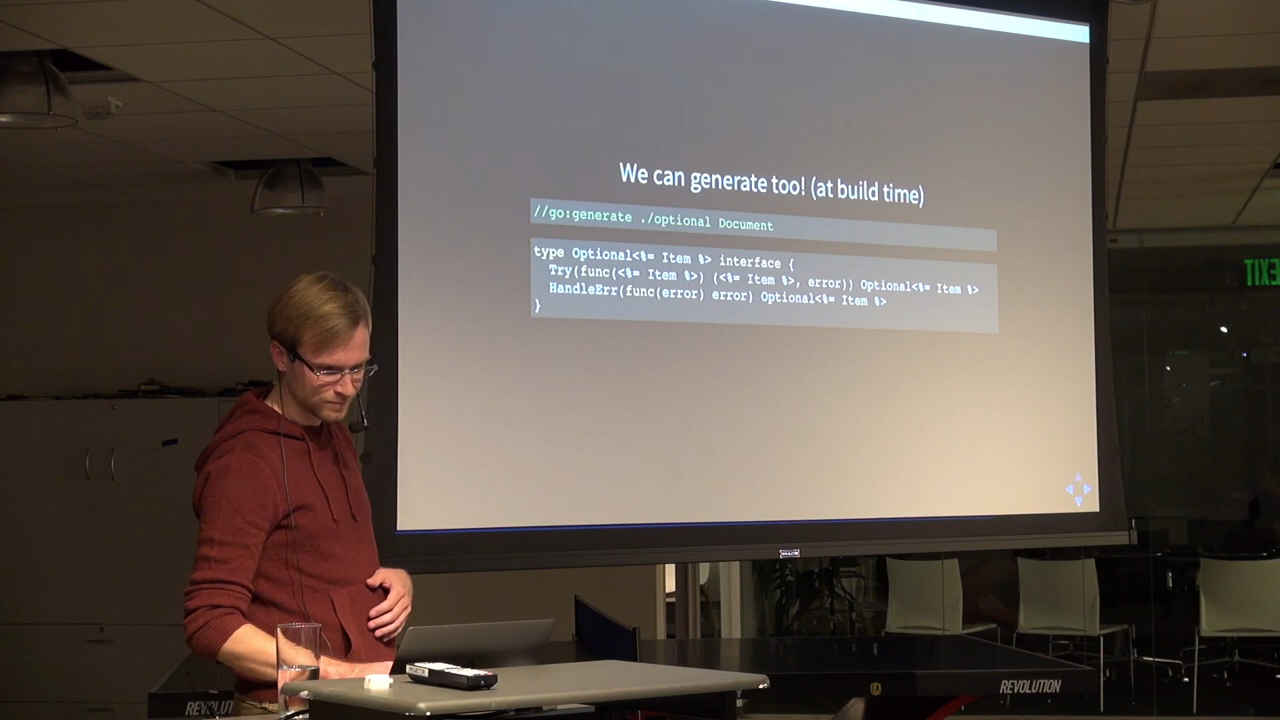 We can generate too! (at build time)
//go:generate ./optional Document
type Optional<%= Item %> interface {
Try(func(<%= Item %>) (<%= Item %>, error)) Optional<%= Item %>
HandleErr(func(error) error) Optional<%= Item %>
}
EXIT
REVOLUT
REVOLUTION